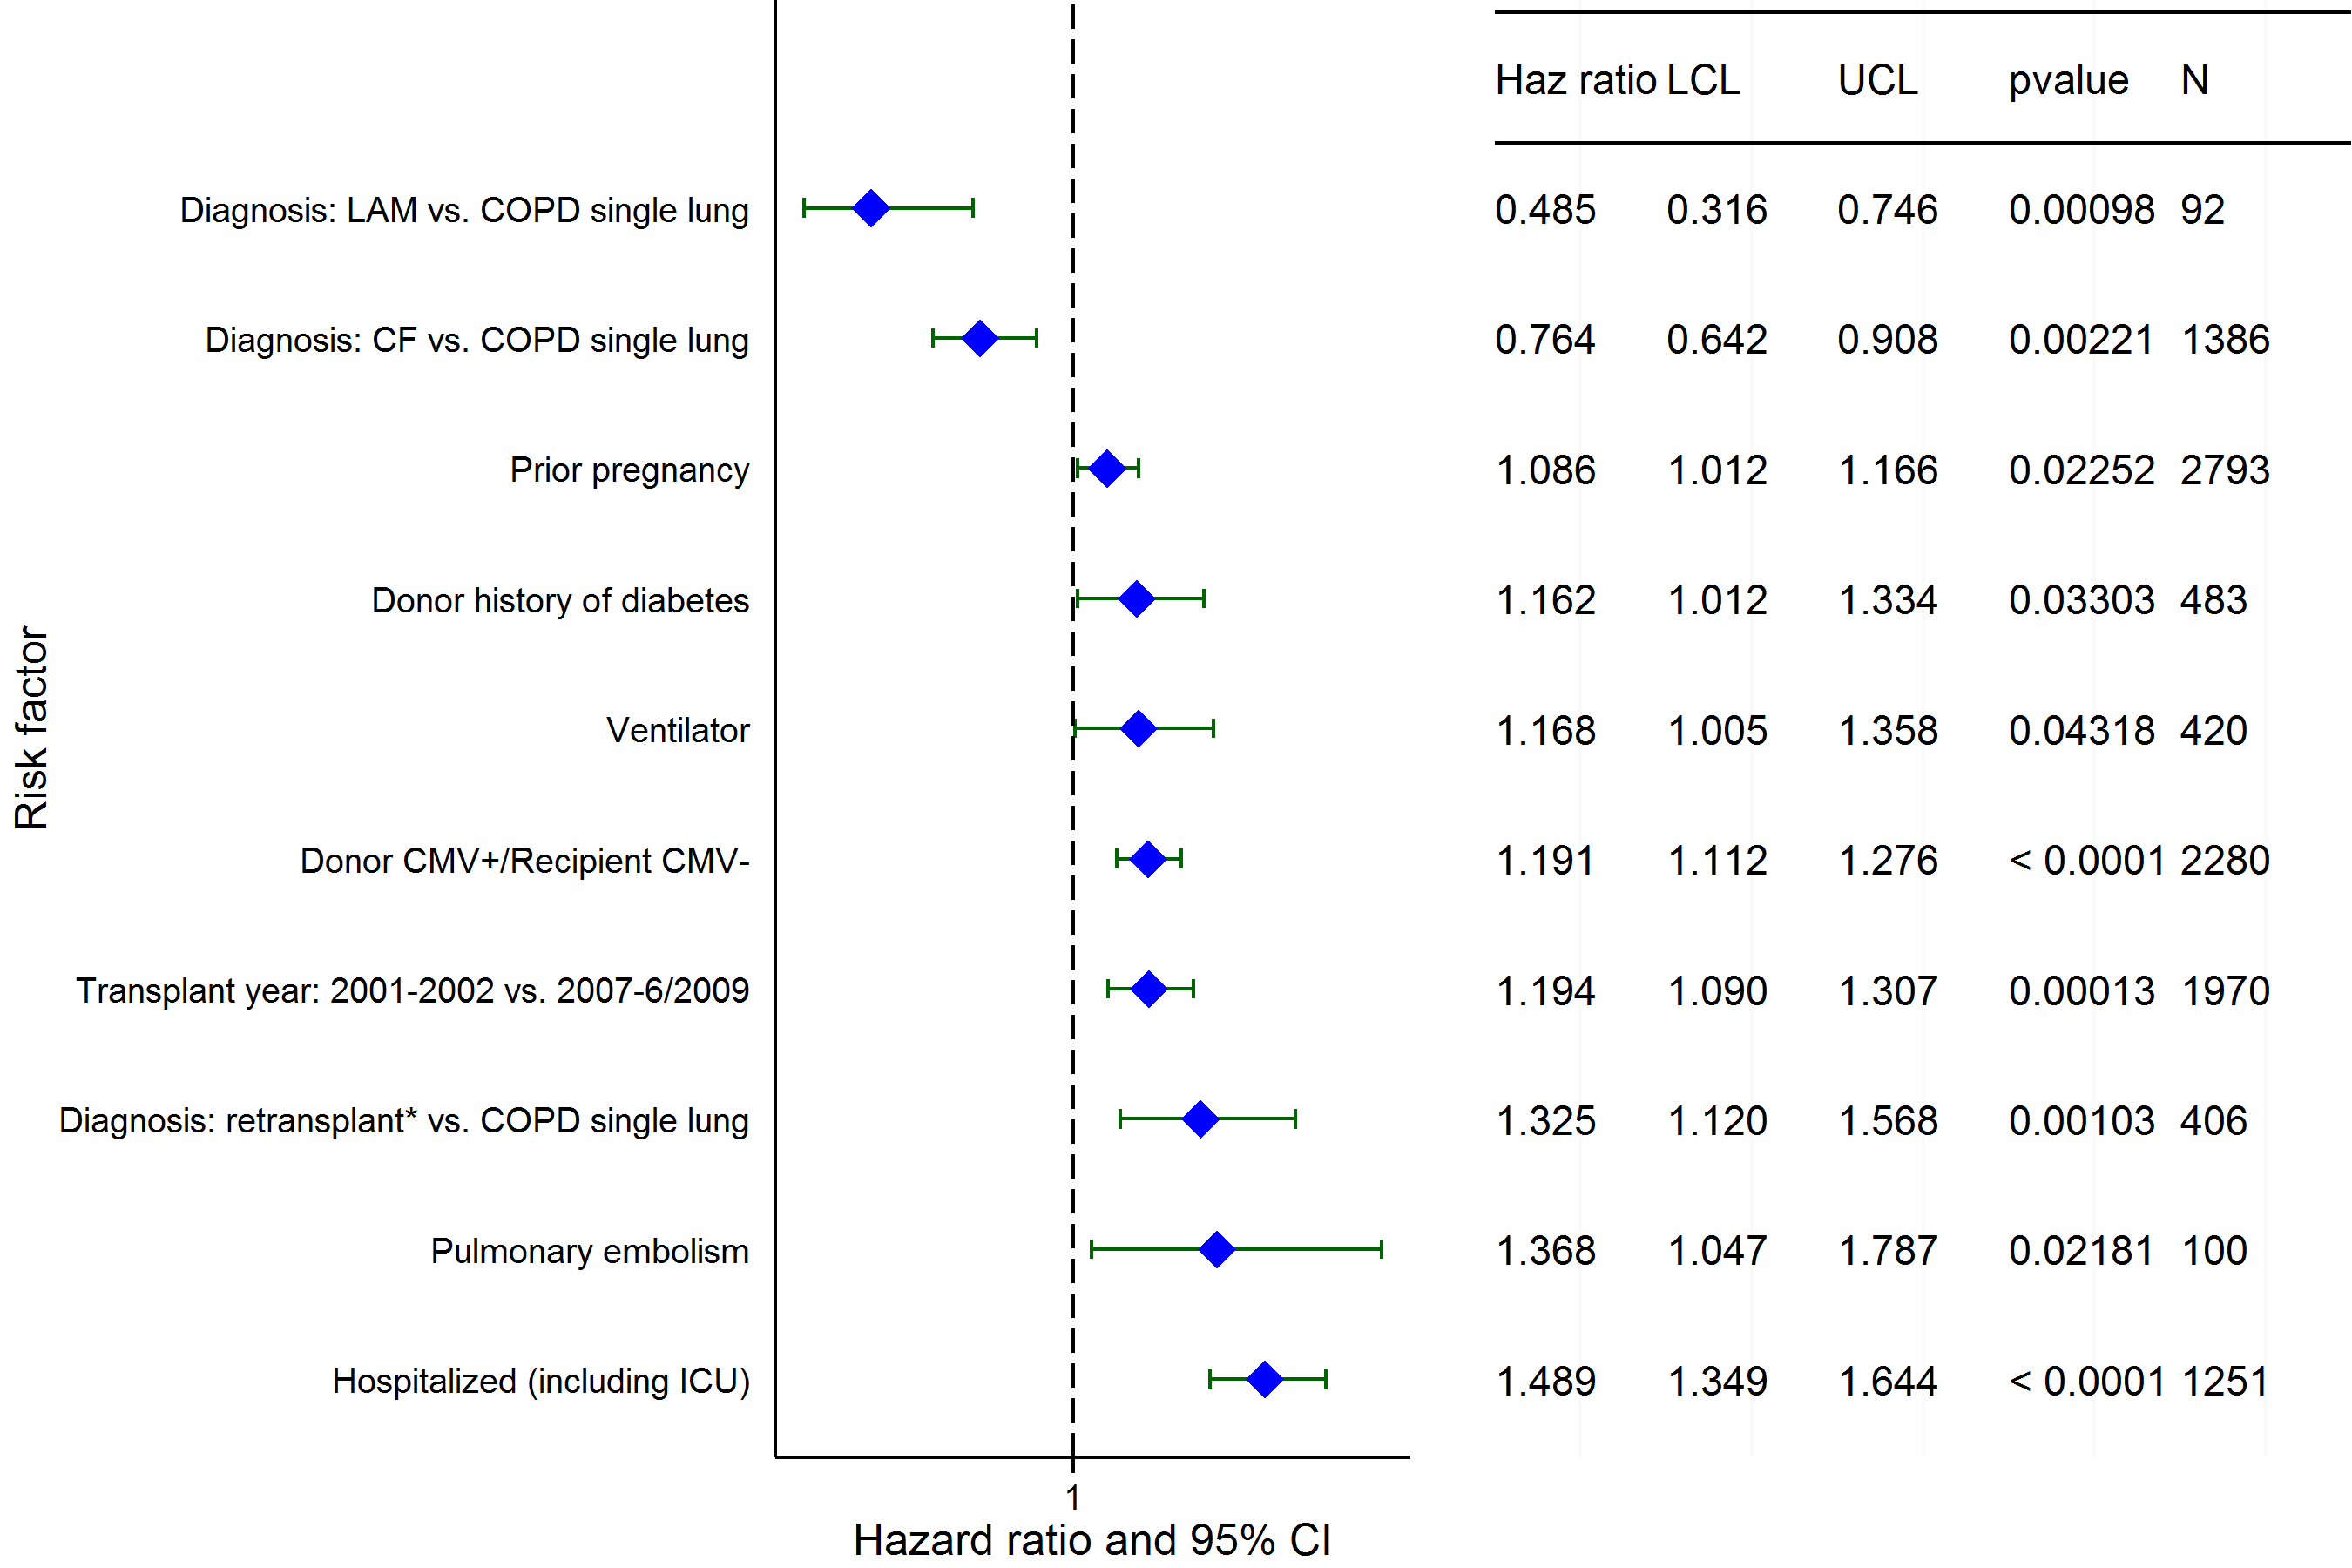 Haz ratio LCL UCL pvalue N
Diagnosis: LAM vs. COPD single lung 0.485 0.316 0.746 0.00098 92
Diagnosis: CF vs. COPD single lung 0.764 0.642 0.908 0.00221 1386
Prior pregnancy 1.086 1.012 1.166 0.02252 2793
Donor history of diabetes 1.162 1.012 1.334 0.03303 483
Ventilator 1.168 1.005 1.358 0.04318 420
Donor CMV+/Recipient CMV- 1.191 1.112 1.276 < 0.0001 2280
Transplant year: 2001-2002 vs. 2007-6/2009 1.194 1.090 1.307 0.00013 1970
Diagnosis: retransplant* vs. COPD single lung 1.325 1.120 1.568 0.00103 406
Pulmonary embolism 1.368 1.047 1.787 0.02181 100
Hospitalized (including ICU) 1.489 1.349 1.644 < 0.0001 1251
Risk factor
1
Hazard ratio and 95% CI